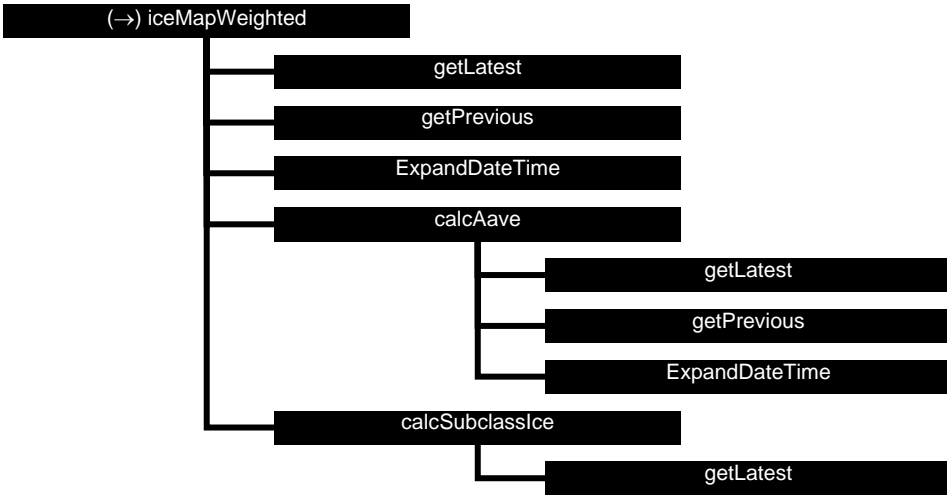 (→) iceMapWeighted
getLatest
getPrevious
ExpandDateTime
calcAave
getLatest
getPrevious
ExpandDateTime
calcSubclassIce
getLatest